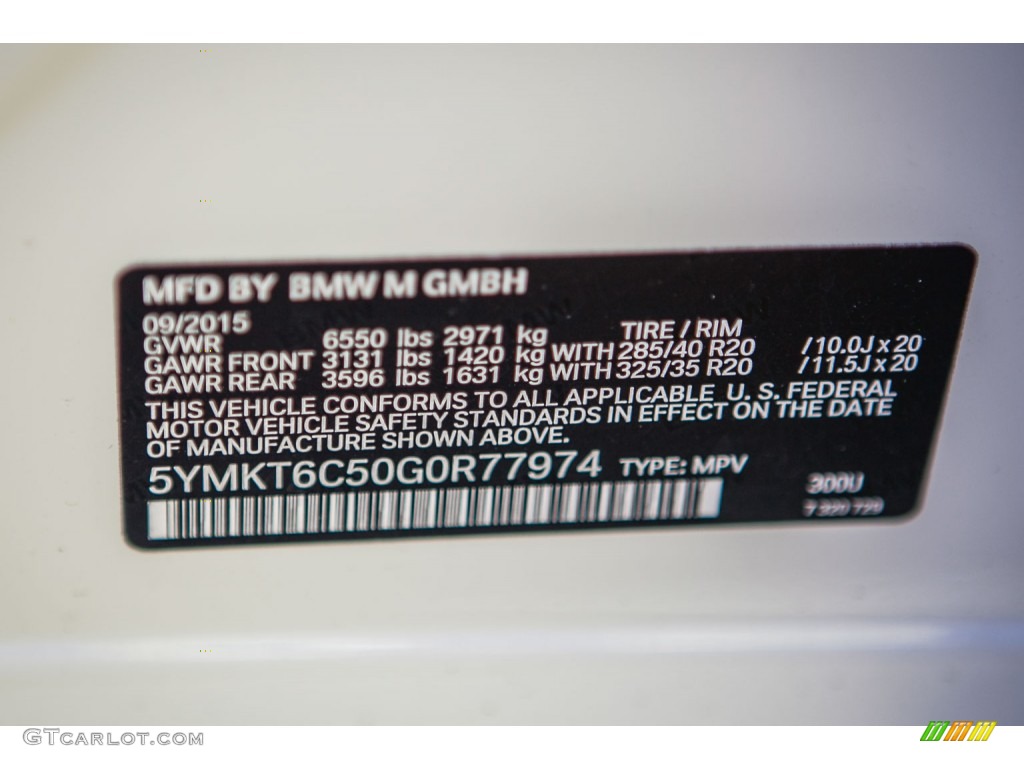 MFD BY BMW M GMBH
09/2015
GVWR 6550 lbs 2971 kg TIRE / RIM
GAWR FRONT 3131 lbs 1420 kg WITH 285/40 R20 /10.0J x 20
GAWR REAR 3596 lbs 1631 kg WITH 325/35 R20 /11.5J x 20
THIS VEHICLE CONFORMS TO ALL APPLICABLE U. S. FEDERAL
MOTOR VEHICLE SAFETY STANDARDS IN EFFECT ON THE DATE
OF MANUFACTURE SHOWN ABOVE.
5YMKT6C50G0R77974 TYPE: MPV
300U
GTCARLOT.COM